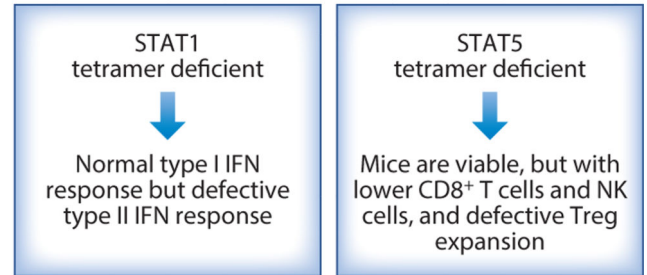 STAT1
tetramer deficient
Normal type I IFN
response but defective
type II IFN response
STAT5
tetramer deficient
Mice are viable, but with
lower CD8⁺ T cells and NK
cells, and defective Treg
expansion